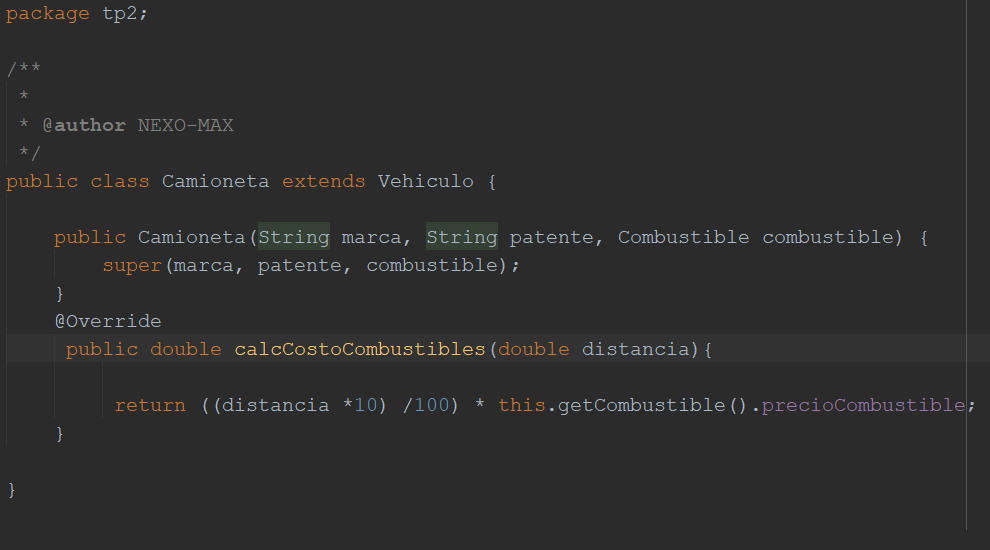 package tp2;
/**
*
* @author NEXO-MAX
*/
public class Camioneta extends Vehiculo {
public Camioneta(String marca, String patente, Combustible combustible) {
super(marca, patente, combustible);
}
@Override
public double calcCostoCombustibles(double distancia){
return ((distancia *10) /100) * this.getCombustible().precioCombustible;
}
}